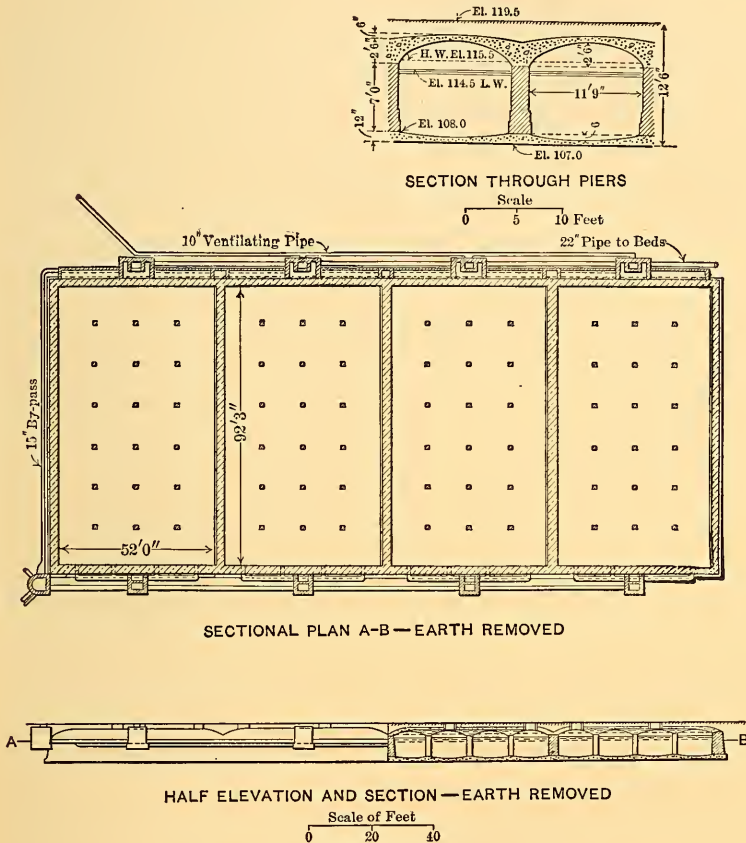 El. 119.5
6"
2'6"
H. W. El. 115.5
2'6"
El. 114.5 L. W.
7'0"
11'9"
12'6"
12"
El. 108.0
6
El. 107.0
SECTION THROUGH PIERS
Scale
0 5 10 Feet
10" Ventilating Pipe
22" Pipe to Beds
15" By-pass
92'3"
52'0"
SECTIONAL PLAN A-B — EARTH REMOVED
A
B
HALF ELEVATION AND SECTION — EARTH REMOVED
Scale of Feet
0 20 40